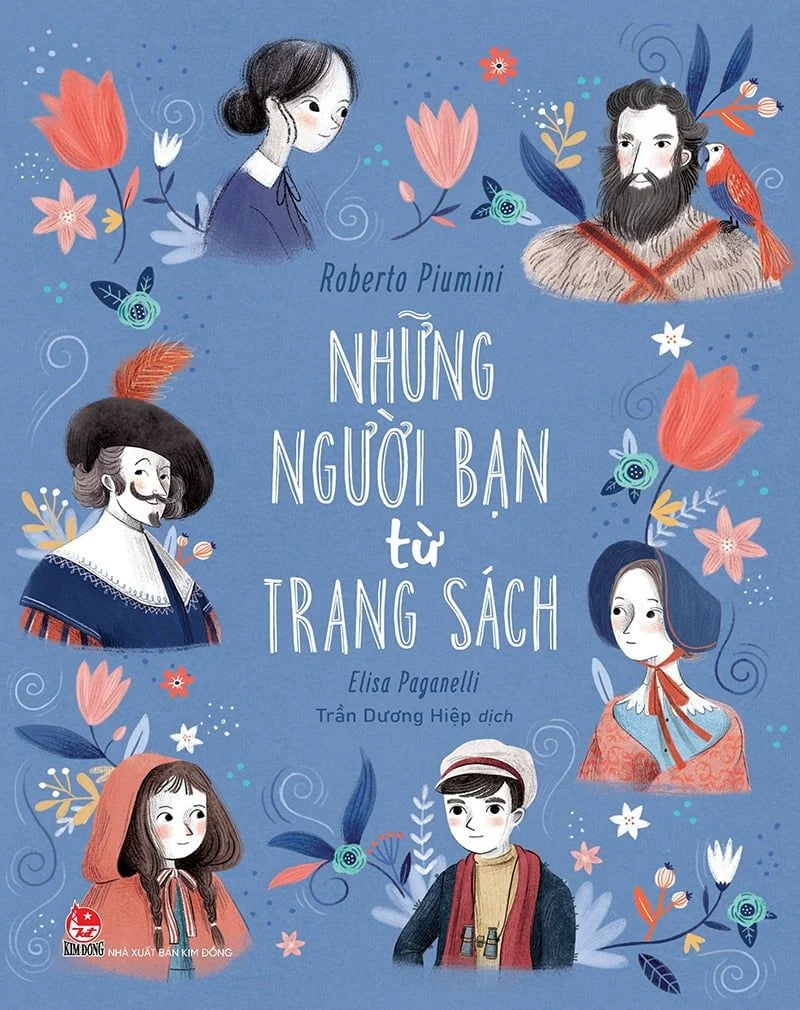 Roberto Piumini
NHỮNG
NGƯỜI BẠN
từ
TRANG SÁCH
Elisa Paganelli
Trần Dương Hiệp dịch
KIM ĐỒNG
NHÀ XUẤT BẢN KIM ĐỒNG